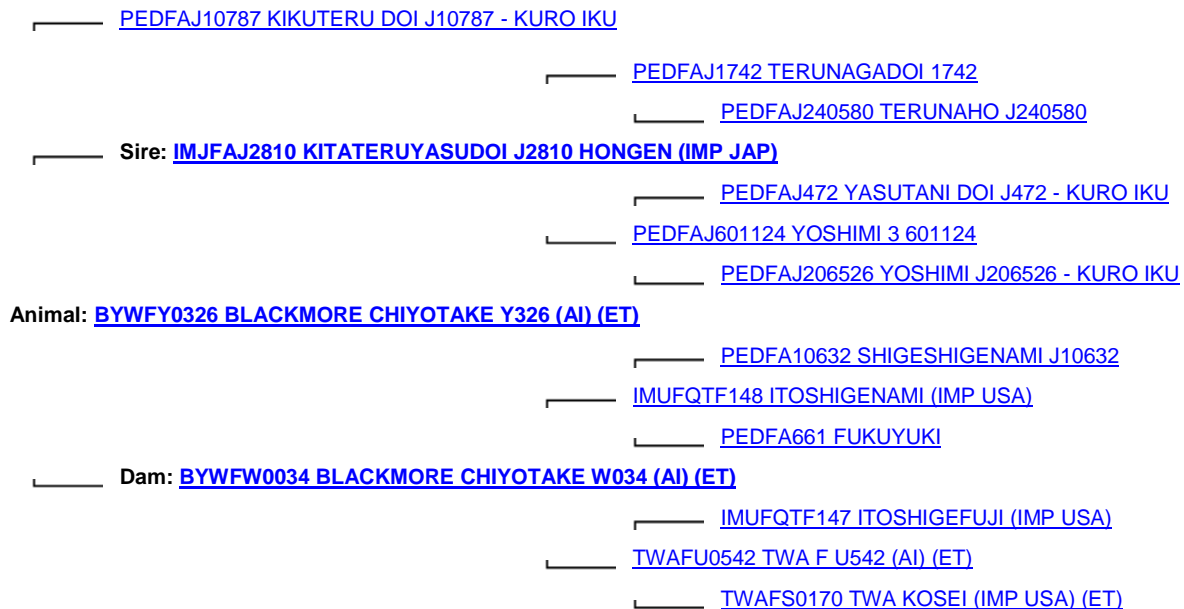 PEDFAJ10787 KIKUTERU DOI J10787 - KURO IKU
PEDFAJ1742 TERUNAGADOI 1742
PEDFAJ240580 TERUNAHO J240580
Sire: IMJFAJ2810 KITATERUYASUDOI J2810 HONGEN (IMP JAP)
PEDFAJ472 YASUTANI DOI J472 - KURO IKU
PEDFAJ601124 YOSHIMI 3 601124
PEDFAJ206526 YOSHIMI J206526 - KURO IKU
Animal: BYWFY0326 BLACKMORE CHIYOTAKE Y326 (AI) (ET)
PEDFA10632 SHIGESHIGENAMI J10632
IMUFQTF148 ITOSHIGENAMI (IMP USA)
PEDFA661 FUKUYUKI
Dam: BYWFW0034 BLACKMORE CHIYOTAKE W034 (AI) (ET)
IMUFQTF147 ITOSHIGEFUJI (IMP USA)
TWAFU0542 TWA F U542 (AI) (ET)
TWAFS0170 TWA KOSEI (IMP USA) (ET)